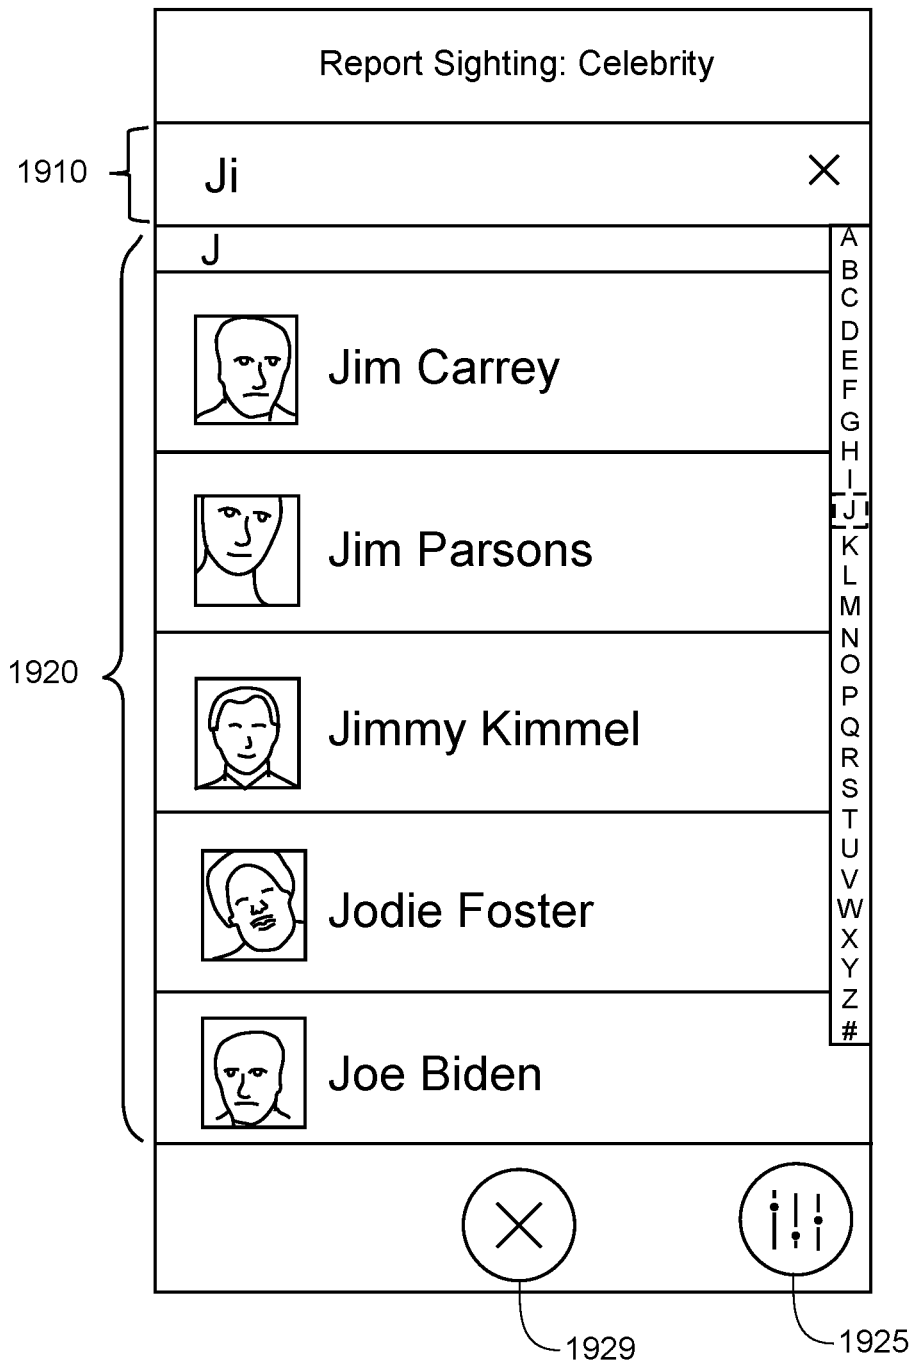 Report Sighting: Celebrity
1910
Ji
J
Jim Carrey
Jim Parsons
1920
Jimmy Kimmel
Jodie Foster
Joe Biden
A
B
C
D
E
F
G
H
I
J
K
L
M
N
O
P
Q
R
S
T
U
V
W
X
Y
Z
#
1929
1925